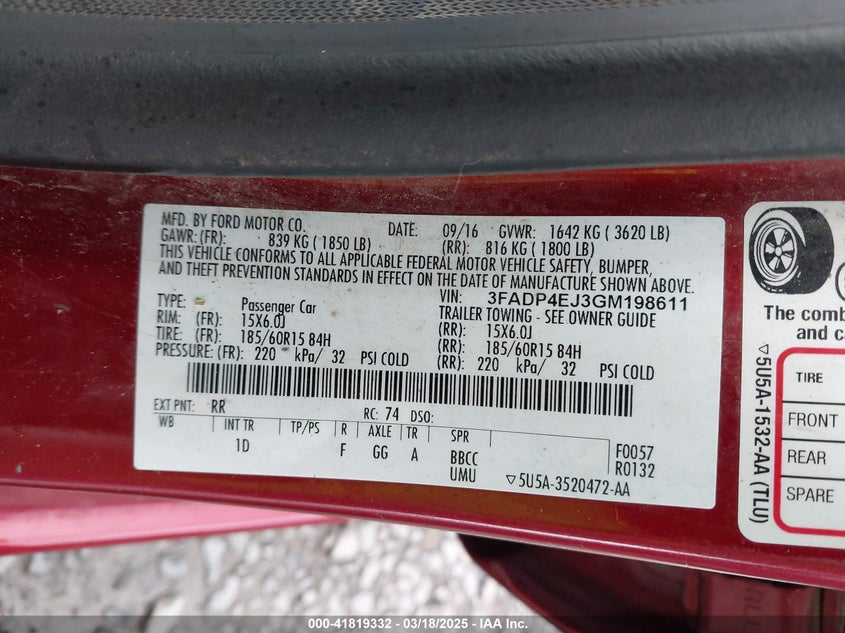 MFD. BY FORD MOTOR CO. DATE: 09/16 GVWR: 1642 KG ( 3620 LB)
GAWR: (FR): 839 KG ( 1850 LB) (RR): 816 KG ( 1800 LB)
THIS VEHICLE CONFORMS TO ALL APPLICABLE FEDERAL MOTOR VEHICLE SAFETY, BUMPER,
AND THEFT PREVENTION STANDARDS IN EFFECT ON THE DATE OF MANUFACTURE SHOWN ABOVE.
VIN: 3FADP4EJ3GM198611
TYPE: Passenger Car TRAILER TOWING - SEE OWNER GUIDE
RIM: (FR): 15X6.0J (RR): 15X6.0J
TIRE: (FR): 185/60R15 84H (RR): 185/60R15 84H
PRESSURE: (FR): 220 kPa/ 32 PSI COLD (RR): 220 kPa/ 32 PSI COLD
EXT PNT: RR RC: 74 DSO:
WB INT TR TP/PS R AXLE TR SPR F0057
1D F GG A BBCC R0132
UMU ▽5U5A-3520472-AA
The comb
and c
TIRE
FRONT
REAR
SPARE
▽5U5A-1532-AA (TLU)
000-41819332 - 03/18/2025 - IAA Inc.